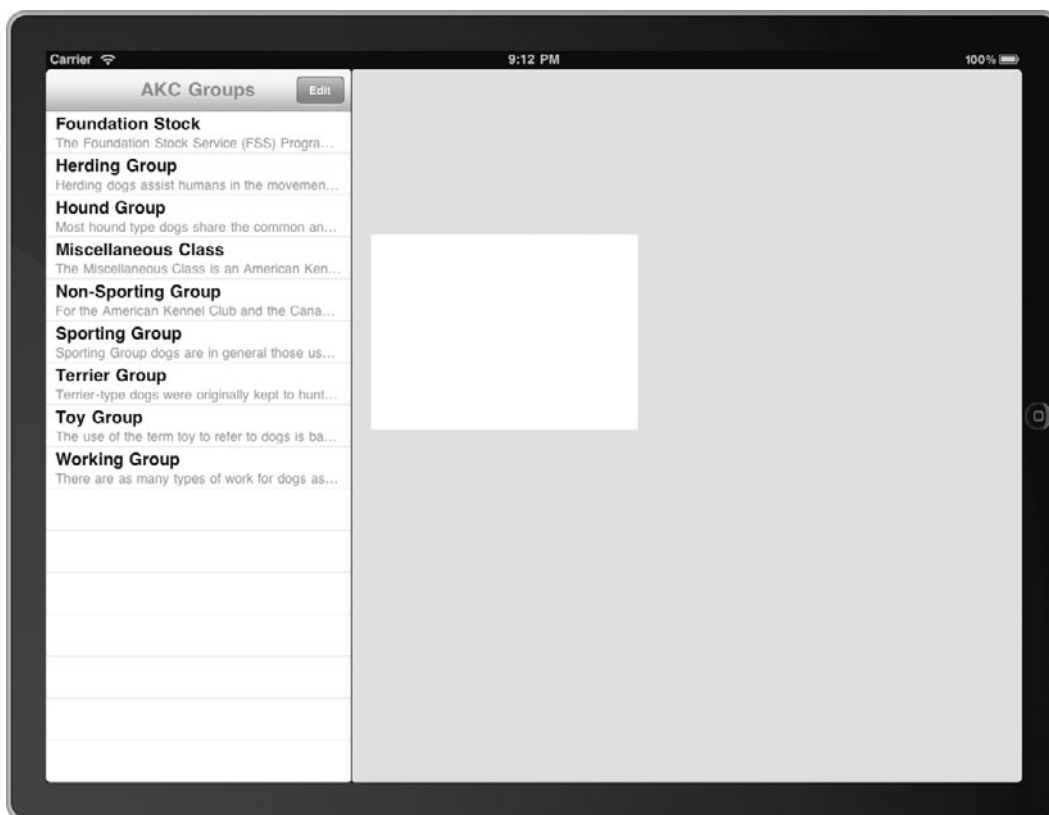 Carrier 9:12 PM 100%
AKC Groups Edit
Foundation Stock
The Foundation Stock Service (FSS) Progra...
Herding Group
Herding dogs assist humans in the movemen...
Hound Group
Most hound type dogs share the common an...
Miscellaneous Class
The Miscellaneous Class is an American Ken...
Non-Sporting Group
For the American Kennel Club and the Cana...
Sporting Group
Sporting Group dogs are in general those us...
Terrier Group
Terrier-type dogs were originally kept to hunt...
Toy Group
The use of the term toy to refer to dogs is ba...
Working Group
There are as many types of work for dogs as...